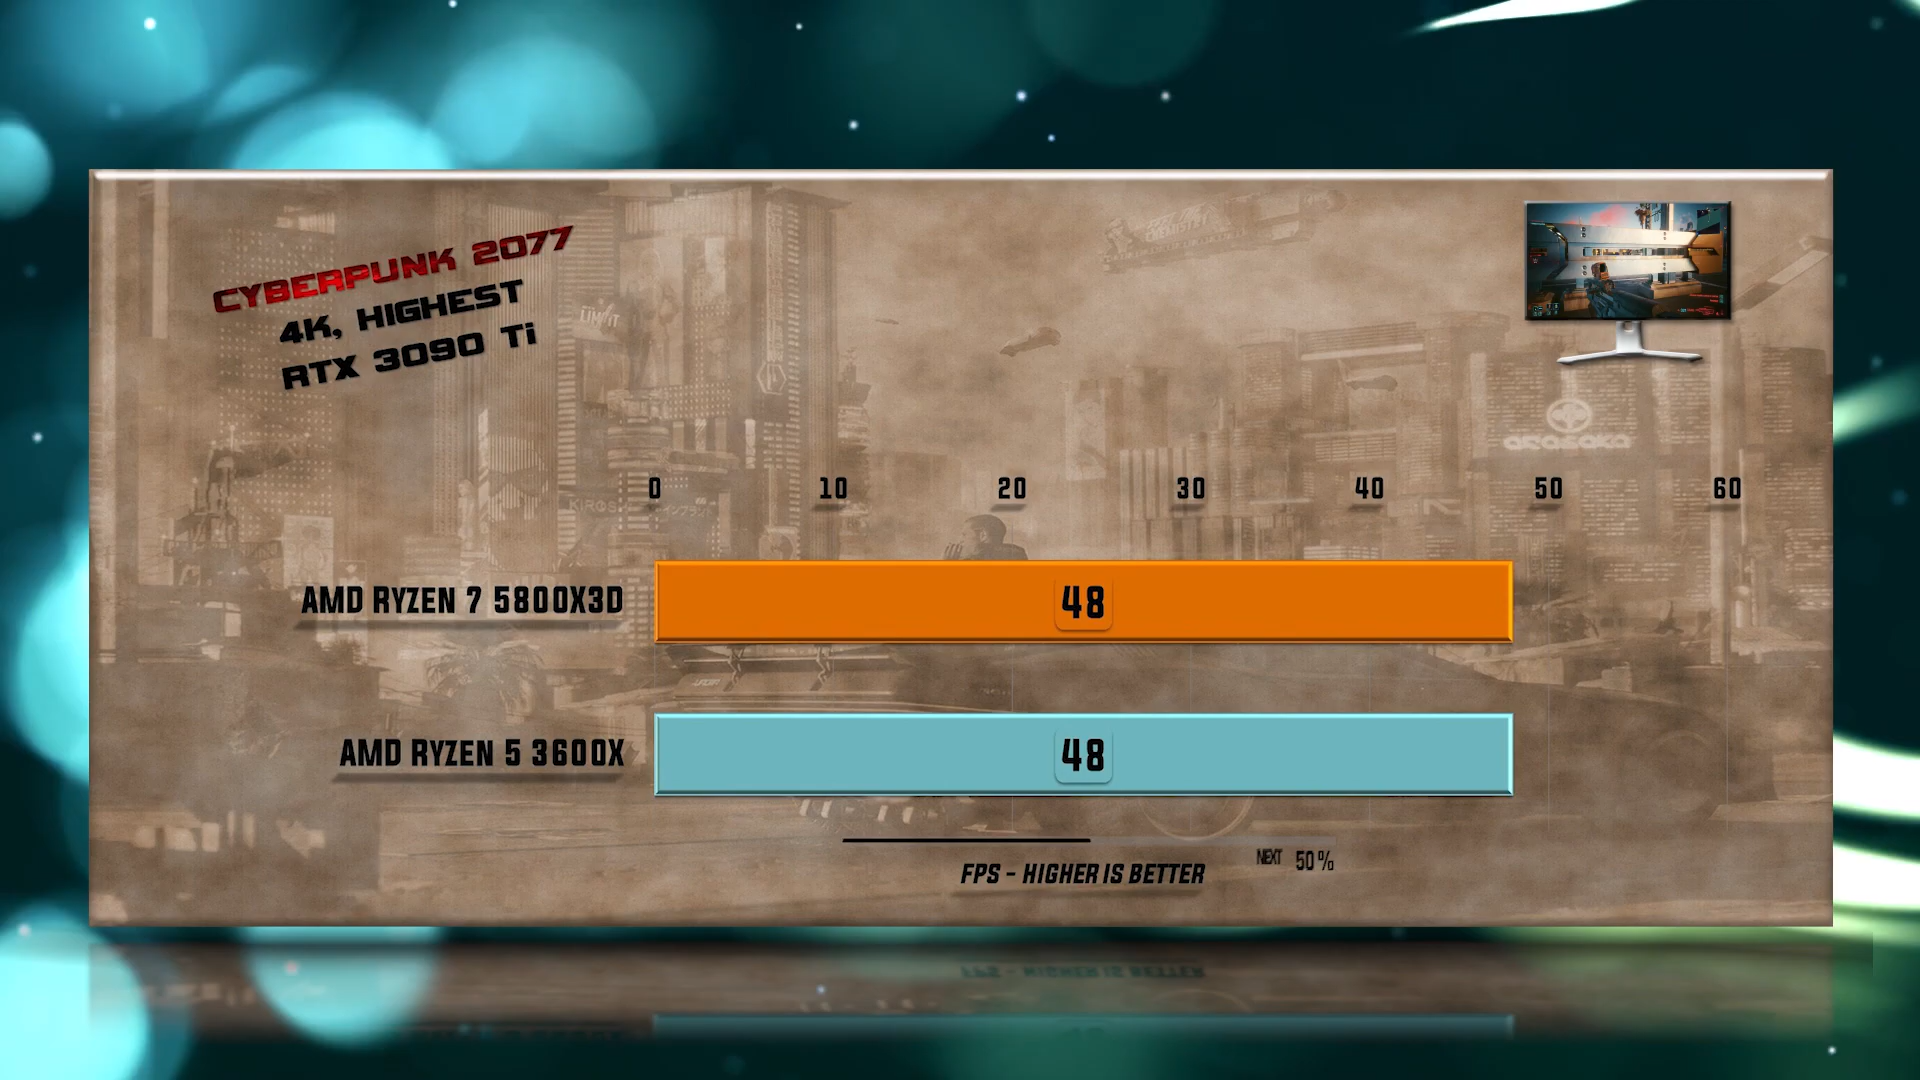 CYBERPUNK 2077
4K, HIGHEST
RTX 3090 Ti
arasaka
0 10 20 30 40 50 60
AMD RYZEN 7 5800X3D 48
AMD RYZEN 5 3600X 48
NEXT 50%
FPS - HIGHER IS BETTER